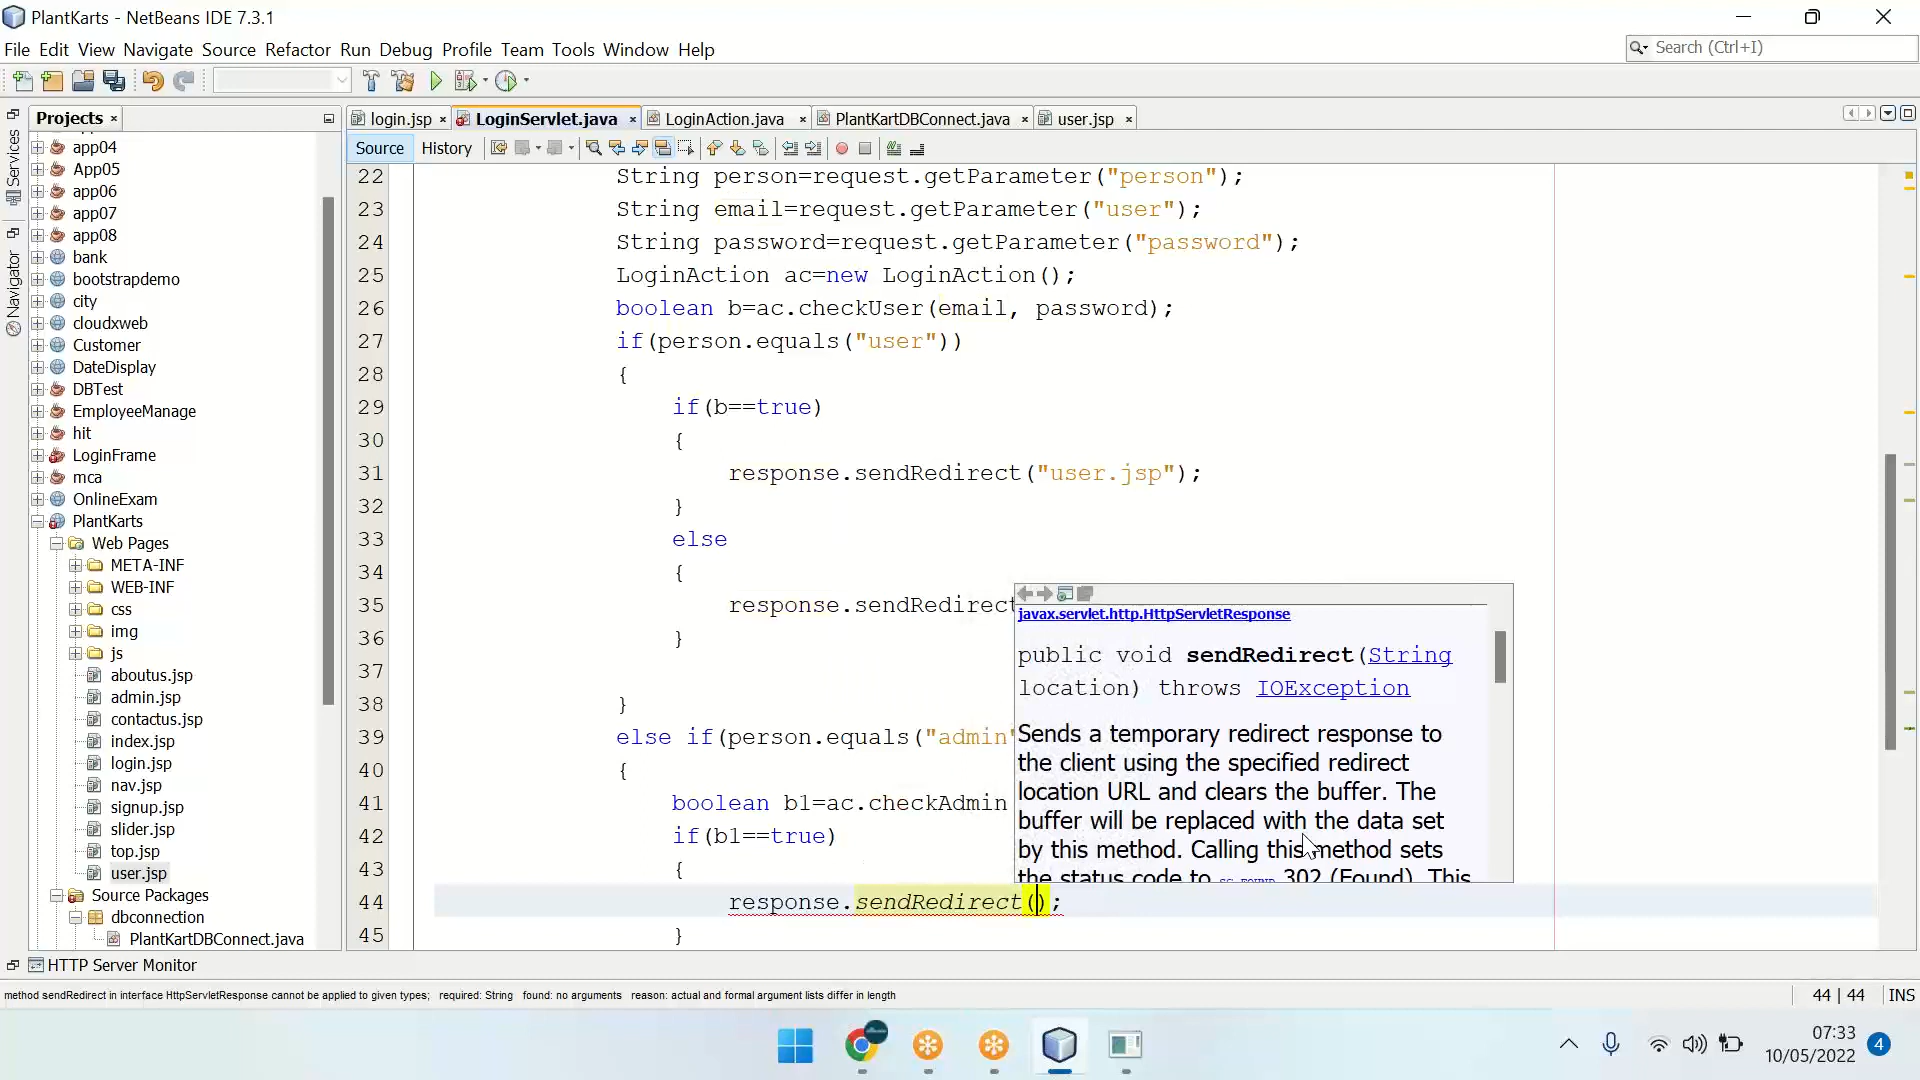 PlantKarts - NetBeans IDE 7.3.1
File Edit View Navigate Source Refactor Run Debug Profile Team Tools Window Help
Search (Ctrl+I)
Services
Navigator
Projects
app04
App05
app06
app07
app08
bank
bootstrapdemo
city
cloudxweb
Customer
DateDisplay
DBTest
EmployeeManage
hit
LoginFrame
mca
OnlineExam
PlantKarts
Web Pages
META-INF
WEB-INF
css
img
js
aboutus.jsp
admin.jsp
contactus.jsp
index.jsp
login.jsp
nav.jsp
signup.jsp
slider.jsp
top.jsp
user.jsp
Source Packages
dbconnection
PlantKartDBConnect.java
login.jsp LoginServlet.java LoginAction.java PlantKartDBConnect.java user.jsp
Source History
22 String person=request.getParameter("person");
23 String email=request.getParameter("user");
24 String password=request.getParameter("password");
25 LoginAction ac=new LoginAction();
26 boolean b=ac.checkUser(email, password);
27 if(person.equals("user"))
28 {
29 if(b==true)
30 {
31 response.sendRedirect("user.jsp");
32 }
33 else
34 {
35 response.sendRedirect
36 }
37
38 }
39 else if(person.equals("admin"
40 {
41 boolean b1=ac.checkAdmin
42 if(b1==true)
43 {
44 response.sendRedirect();
45 }
javax.servlet.http.HttpServletResponse
public void sendRedirect(String
location) throws IOException
Sends a temporary redirect response to
the client using the specified redirect
location URL and clears the buffer. The
buffer will be replaced with the data set
by this method. Calling this method sets
the status code to SC_FOUND 302 (Found). This
HTTP Server Monitor
method sendRedirect in interface HttpServletResponse cannot be applied to given types; required: String found: no arguments reason: actual and formal argument lists differ in length
44 | 44 INS
07:33
10/05/2022
4